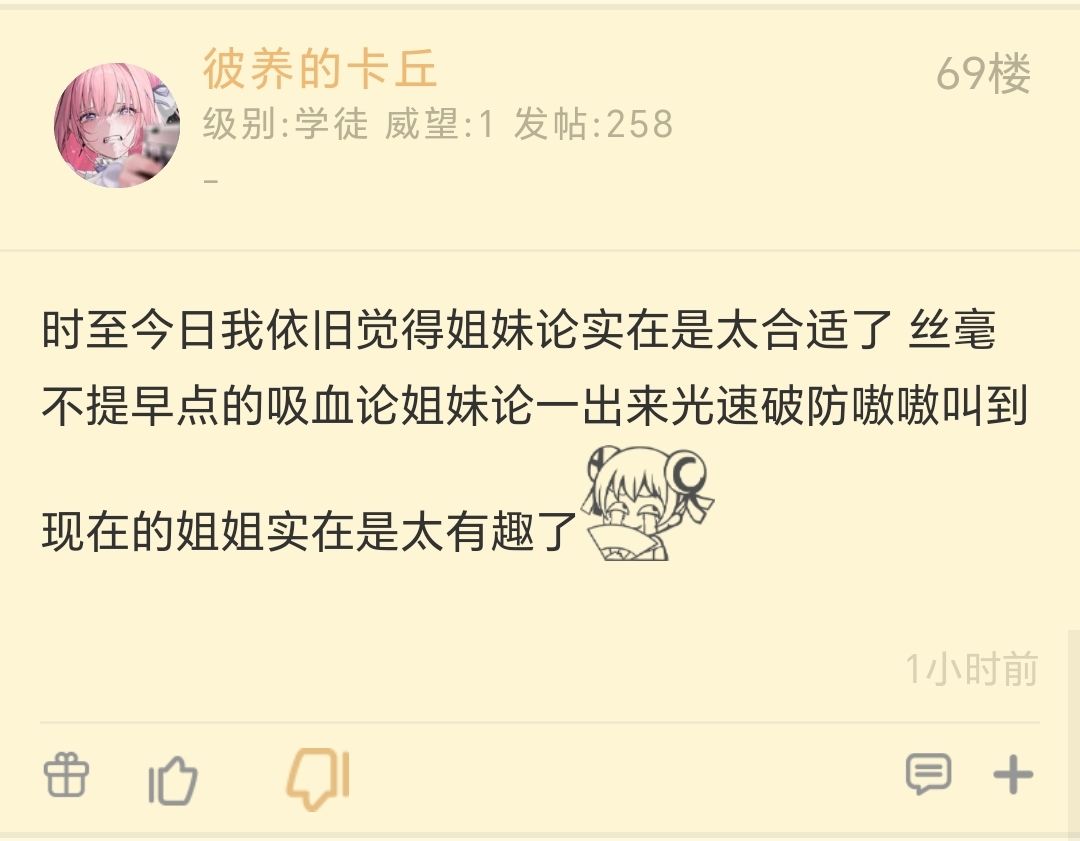 彼养的卡丘
69楼
级别:学徒 威望:1 发帖:258
–
时至今日我依旧觉得姐妹论实在是太合适了 丝毫
不提早点的吸血论姐妹论一出来光速破防嗷嗷叫到
现在的姐姐实在是太有趣了
1小时前